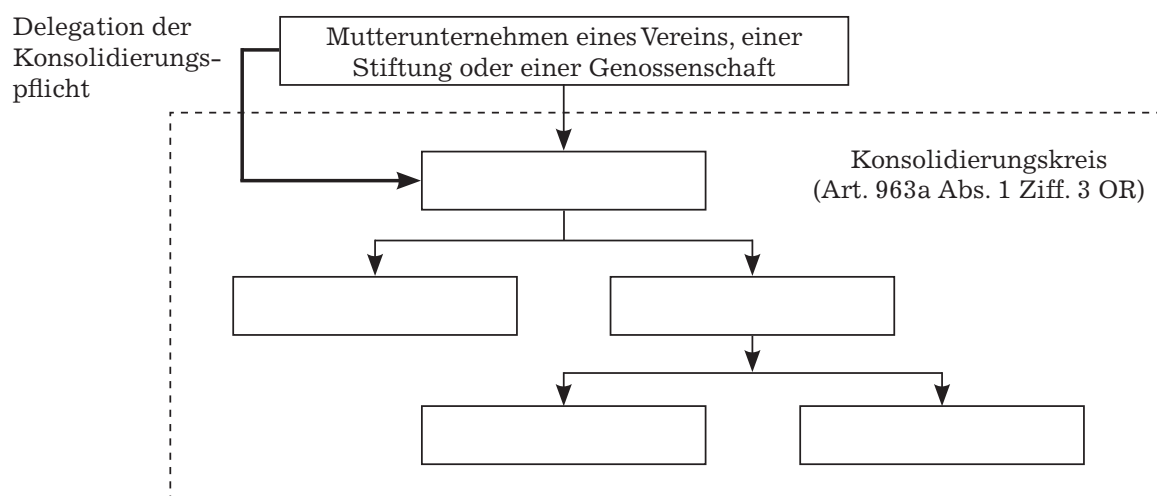 Delegation der
Konsolidierungs-
pflicht
Mutterunternehmen eines Vereins, einer
Stiftung oder einer Genossenschaft
Konsolidierungskreis
(Art. 963a Abs. 1 Ziff. 3 OR)